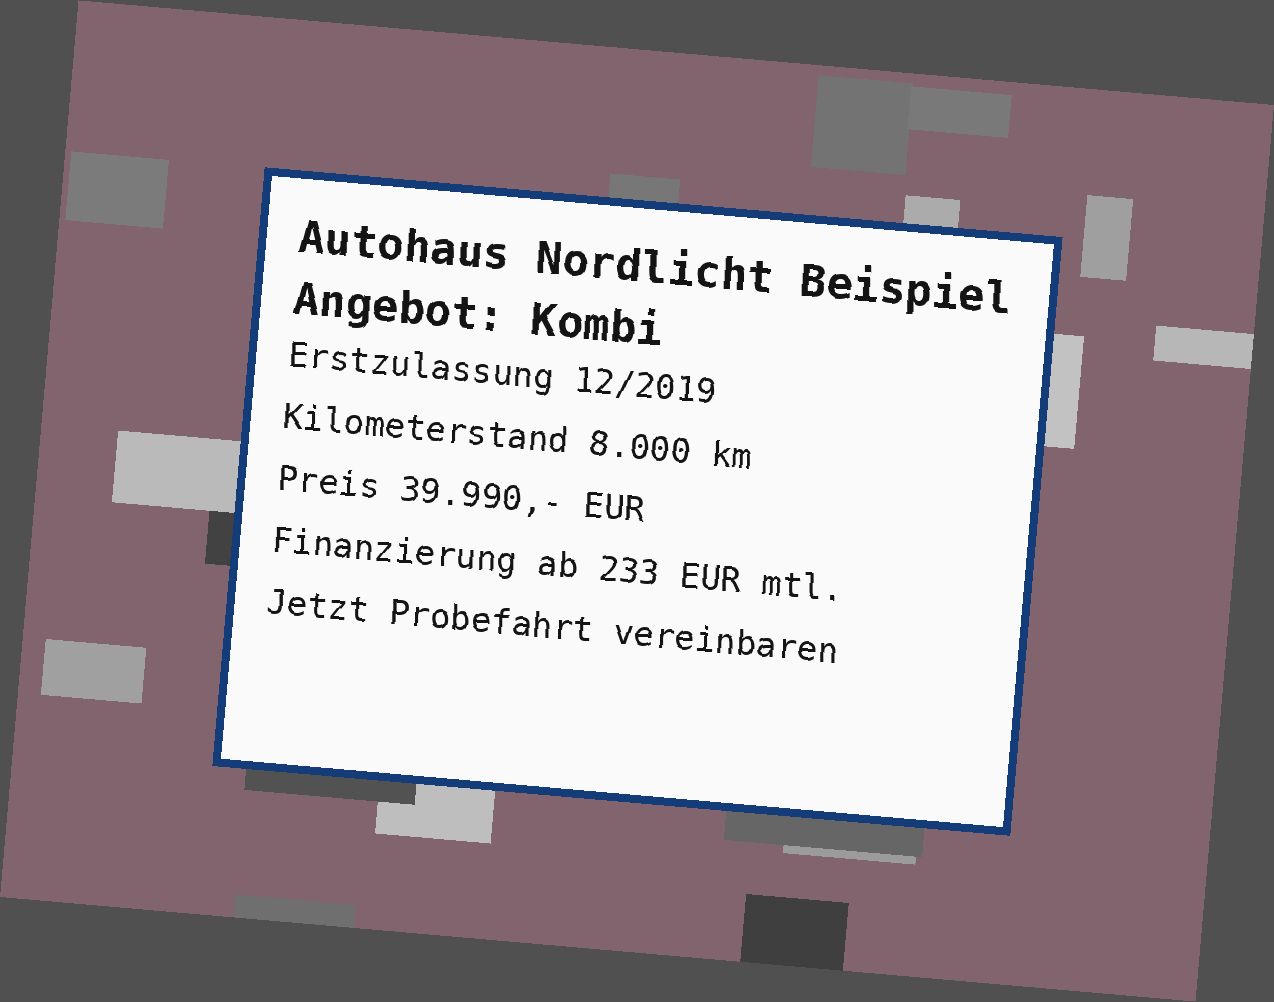 Autohaus Nordlicht Beispiel
Angebot: Kombi
Erstzulassung 12/2019
Kilometerstand 8.000 km
Preis 39.990,- EUR
Finanzierung ab 233 EUR mtl.
Jetzt Probefahrt vereinbaren